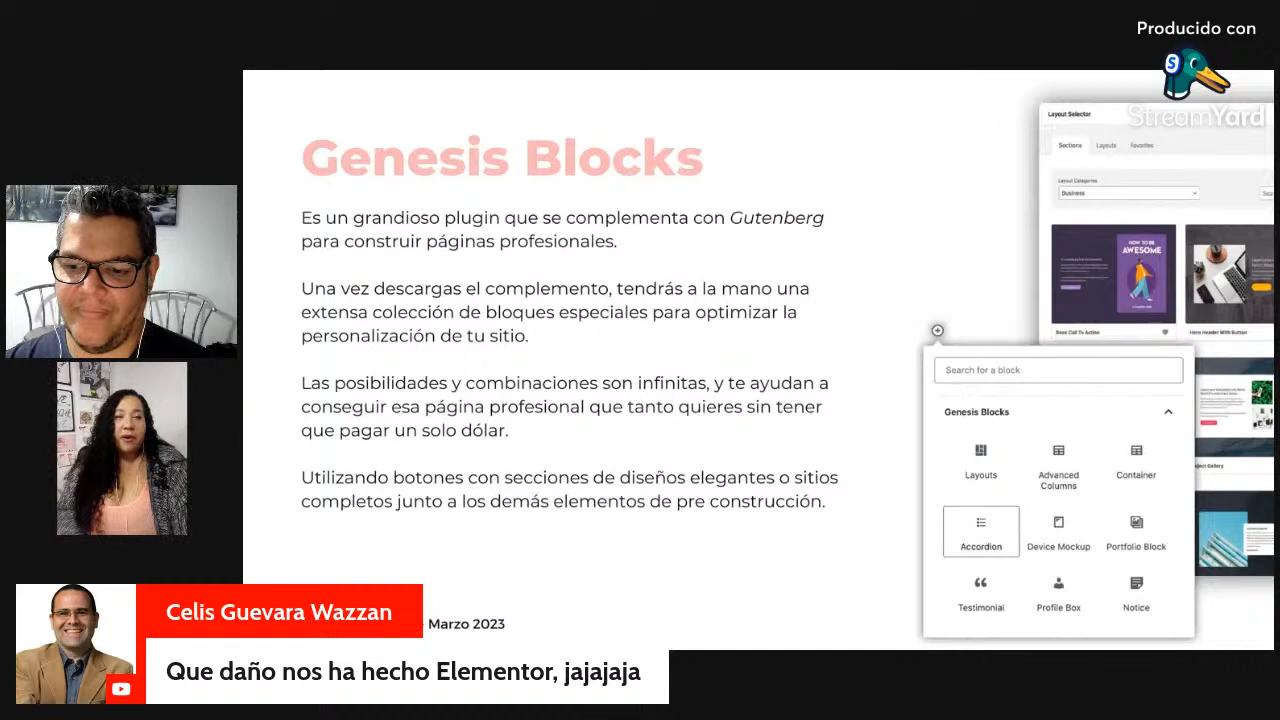 Producido con
StreamYard
Genesis Blocks
Es un grandioso plugin que se complementa con Gutenberg
para construir páginas profesionales.
Una vez descargas el complemento, tendrás a la mano una
extensa colección de bloques especiales para optimizar la
personalización de tu sitio.
Las posibilidades y combinaciones son infinitas, y te ayudan a
conseguir esa página profesional que tanto quieres sin tener
que pagar un solo dólar.
Utilizando botones con secciones de diseños elegantes o sitios
completos junto a los demás elementos de pre construcción.
Marzo 2023
Layout Selector
Sections Layouts Favorites
Layout Categories
Business
HOW TO BE
AWESOME
Hero Header With Button
Search for a block
Genesis Blocks
Layouts
Advanced
Columns
Container
Accordion
Device Mockup
Portfolio Block
Testimonial
Profile Box
Notice
Celis Guevara Wazzan
Que daño nos ha hecho Elementor, jajajaja